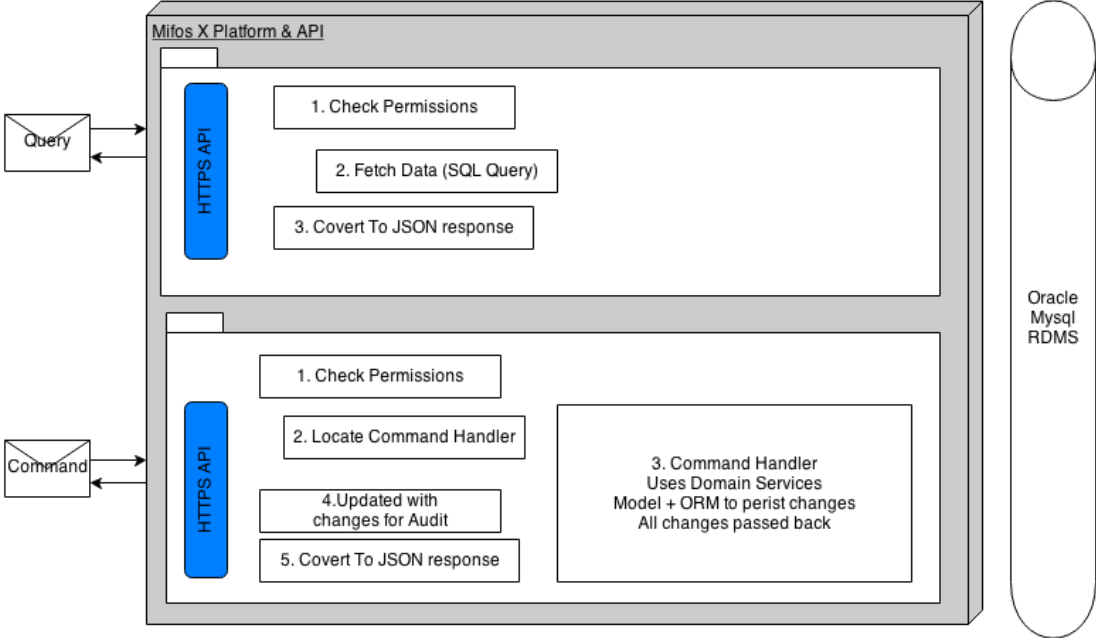 Mifos X Platform & API
Query
HTTPS API
1. Check Permissions
2. Fetch Data (SQL Query)
3. Covert To JSON response
Command
HTTPS API
1. Check Permissions
2. Locate Command Handler
4.Updated with
changes for Audit
5. Covert To JSON response
3. Command Handler
Uses Domain Services
Model + ORM to perist changes
All changes passed back
Oracle
Mysql
RDMS